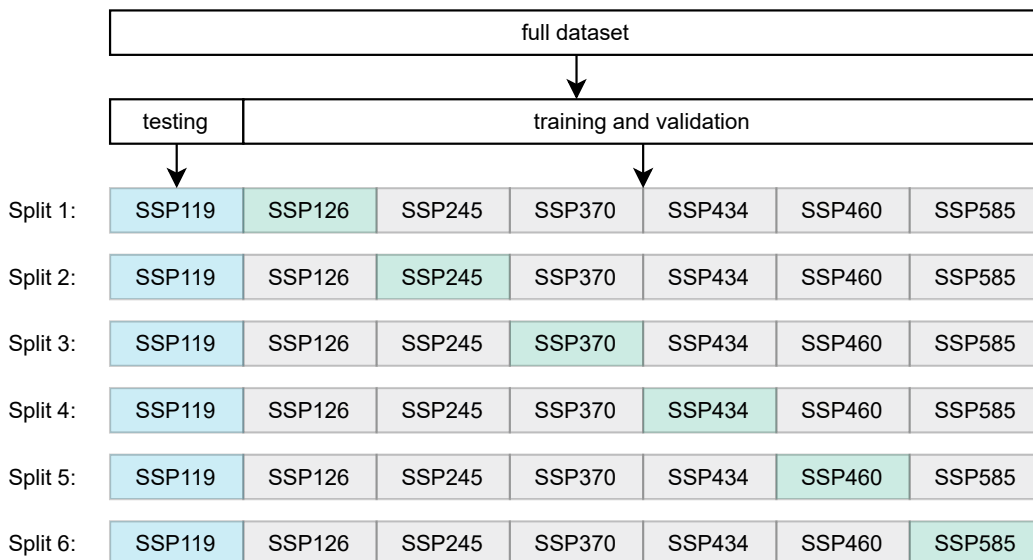 full dataset
testing training and validation
Split 1: SSP119 SSP126 SSP245 SSP370 SSP434 SSP460 SSP585
Split 2: SSP119 SSP126 SSP245 SSP370 SSP434 SSP460 SSP585
Split 3: SSP119 SSP126 SSP245 SSP370 SSP434 SSP460 SSP585
Split 4: SSP119 SSP126 SSP245 SSP370 SSP434 SSP460 SSP585
Split 5: SSP119 SSP126 SSP245 SSP370 SSP434 SSP460 SSP585
Split 6: SSP119 SSP126 SSP245 SSP370 SSP434 SSP460 SSP585